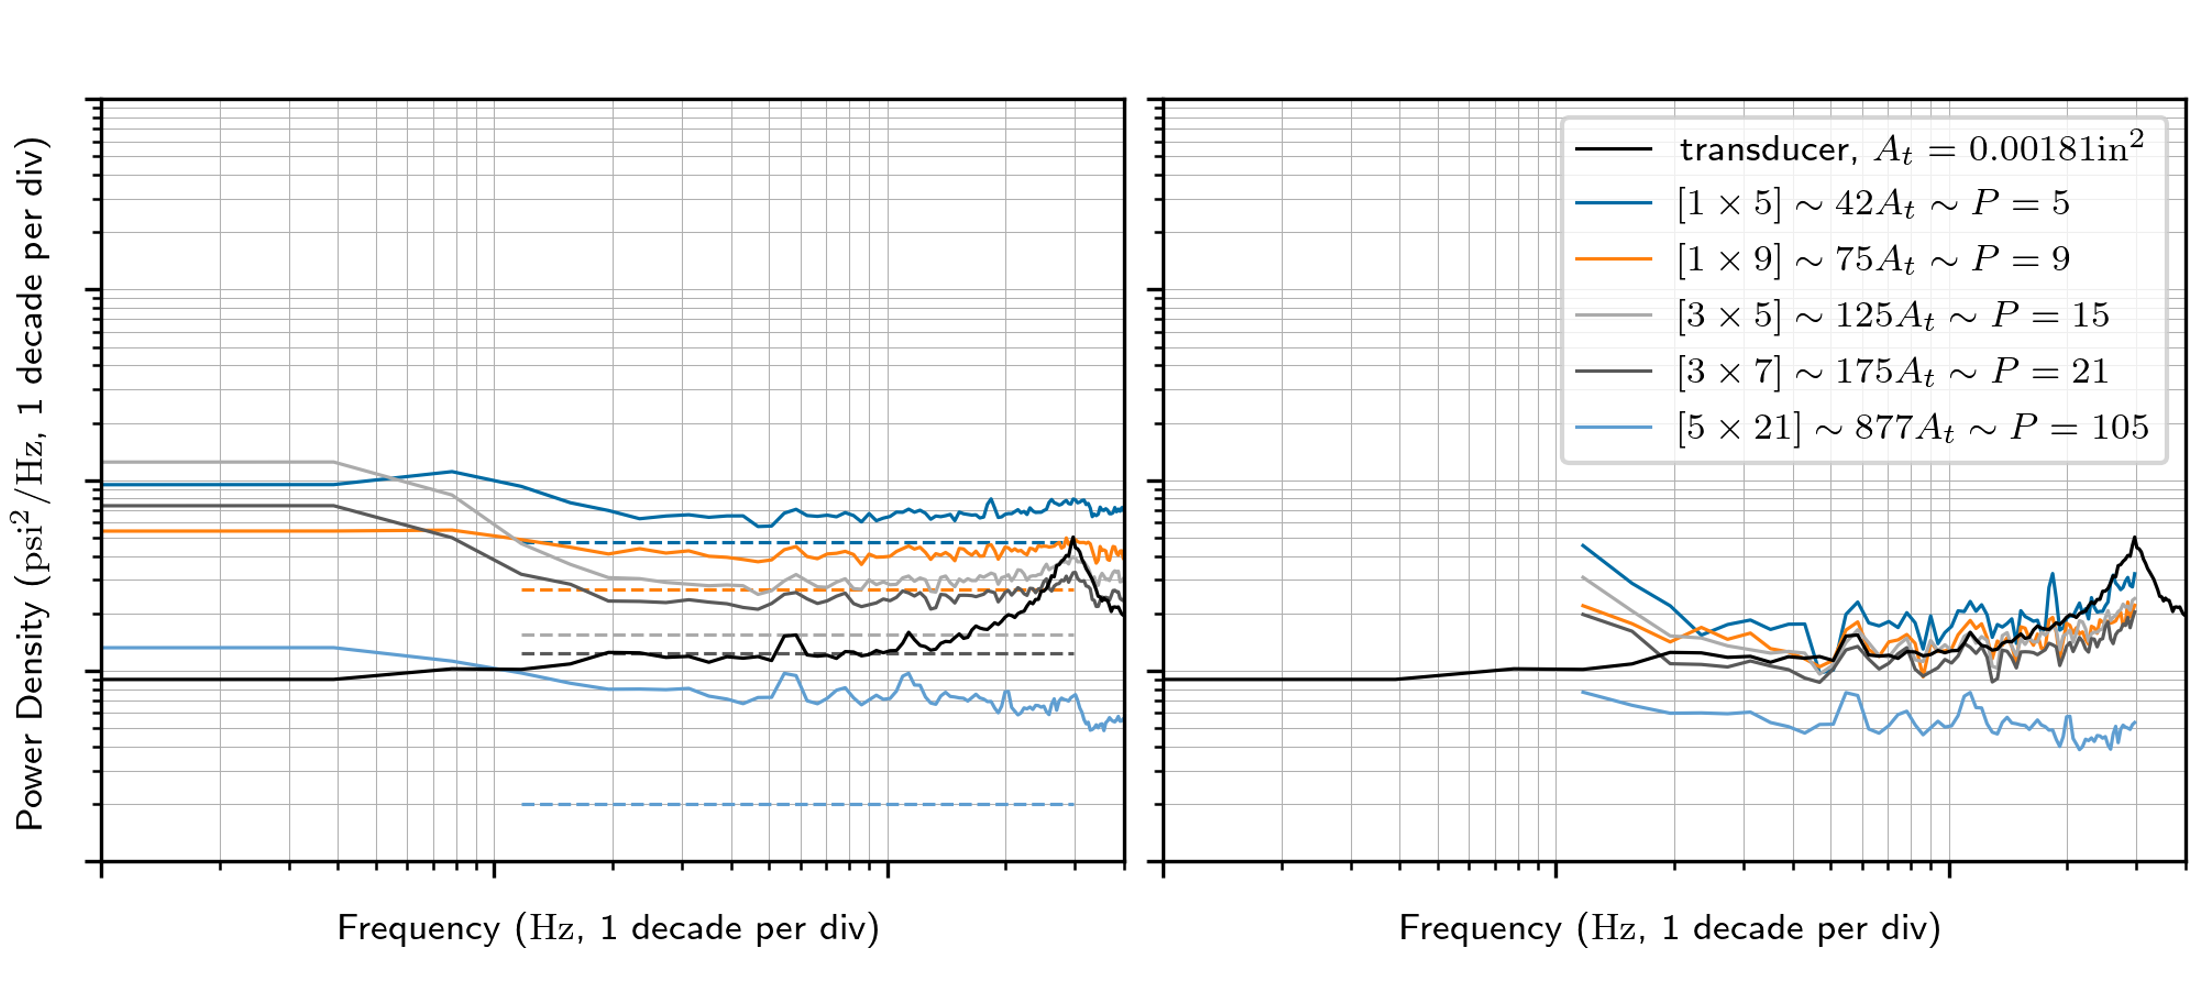 Power Density (psi²/Hz, 1 decade per div)
Frequency (Hz, 1 decade per div)
transducer, Aₜ = 0.00181in²
[1 × 5] ∼ 42Aₜ ∼ P = 5
[1 × 9] ∼ 75Aₜ ∼ P = 9
[3 × 5] ∼ 125Aₜ ∼ P = 15
[3 × 7] ∼ 175Aₜ ∼ P = 21
[5 × 21] ∼ 877Aₜ ∼ P = 105
Frequency (Hz, 1 decade per div)